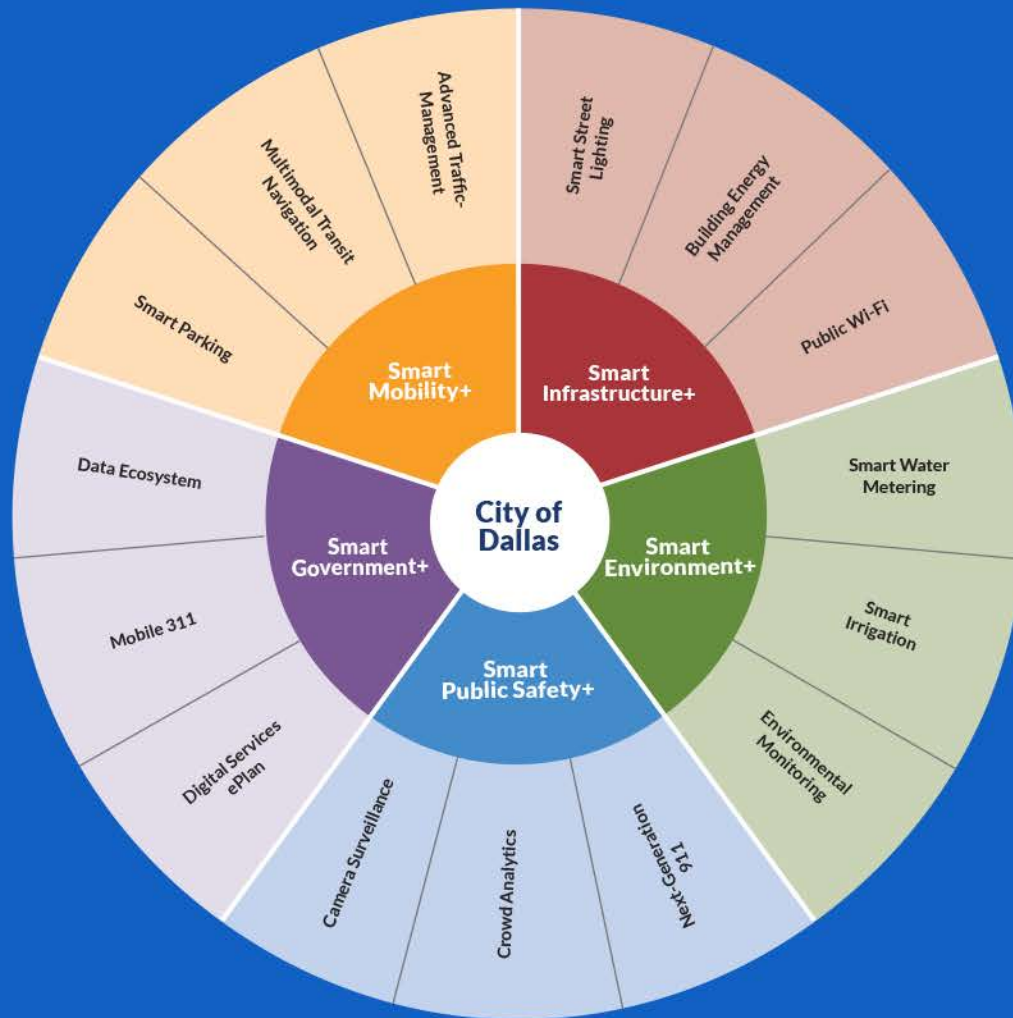 City of
Dallas
Smart
Infrastructure+
Smart Street
Lighting
Building Energy
Management
Public Wi-Fi
Smart
Environment+
Smart Water
Metering
Smart
Irrigation
Environmental
Monitoring
Smart
Public Safety+
Next-Generation
911
Crowd Analytics
Camera Surveillance
Smart
Government+
Digital Services
ePlan
Mobile 311
Data Ecosystem
Smart
Mobility+
Smart Parking
Multimodal Transit
Navigation
Advanced Traffic-
Management